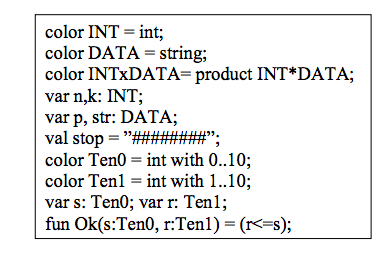 color INT = int;
color DATA = string;
color INTxDATA= product INT*DATA;
var n,k: INT;
var p, str: DATA;
val stop = ”########”;
color Ten0 = int with 0..10;
color Ten1 = int with 1..10;
var s: Ten0; var r: Ten1;
fun Ok(s:Ten0, r:Ten1) = (r<=s);